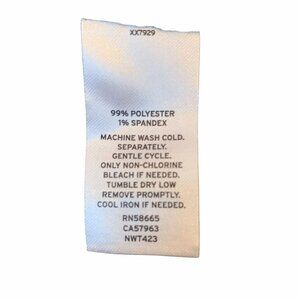 XX7929
99% POLYESTER
1% SPANDEX
MACHINE WASH COLD.
SEPARATELY.
GENTLE CYCLE.
ONLY NON-CHLORINE
BLEACH IF NEEDED.
TUMBLE DRY LOW
REMOVE PROMPTLY.
COOL IRON IF NEEDED.
RN58665
CA57963
NWT423